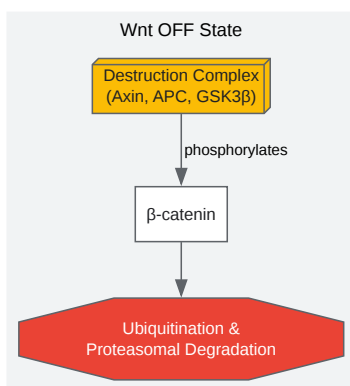 Wnt OFF State
Destruction Complex
(Axin, APC, GSK3β)
phosphorylates
β-catenin
Ubiquitination &
Proteasomal Degradation